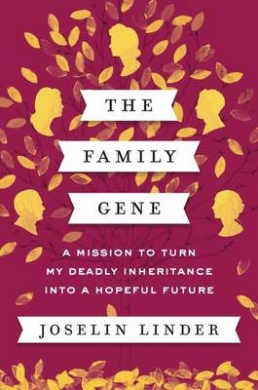 THE
FAMILY
GENE
A MISSION TO TURN
MY DEADLY INHERITANCE
INTO A HOPEFUL FUTURE
JOSELIN LINDER